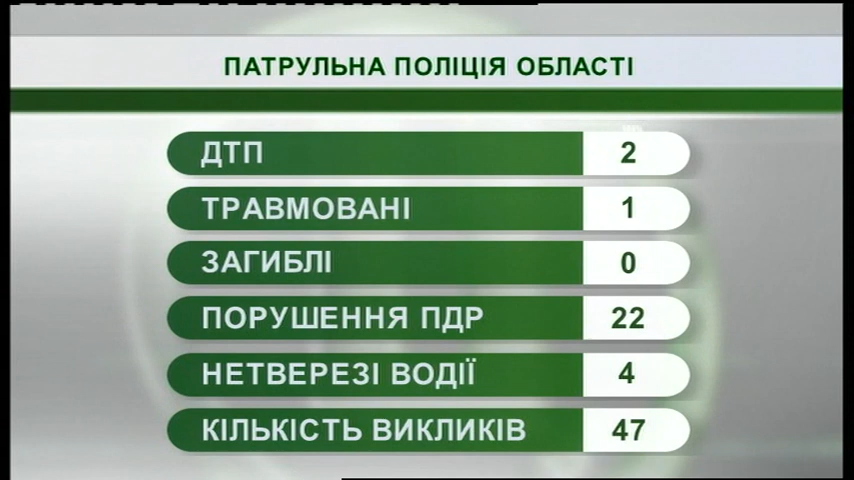 ПАТРУЛЬНА ПОЛІЦІЯ ОБЛАСТІ
ДТП 2
ТРАВМОВАНІ 1
ЗАГИБЛІ 0
ПОРУШЕННЯ ПДР 22
НЕТВЕРЕЗІ ВОДІЇ 4
КІЛЬКІСТЬ ВИКЛИКІВ 47